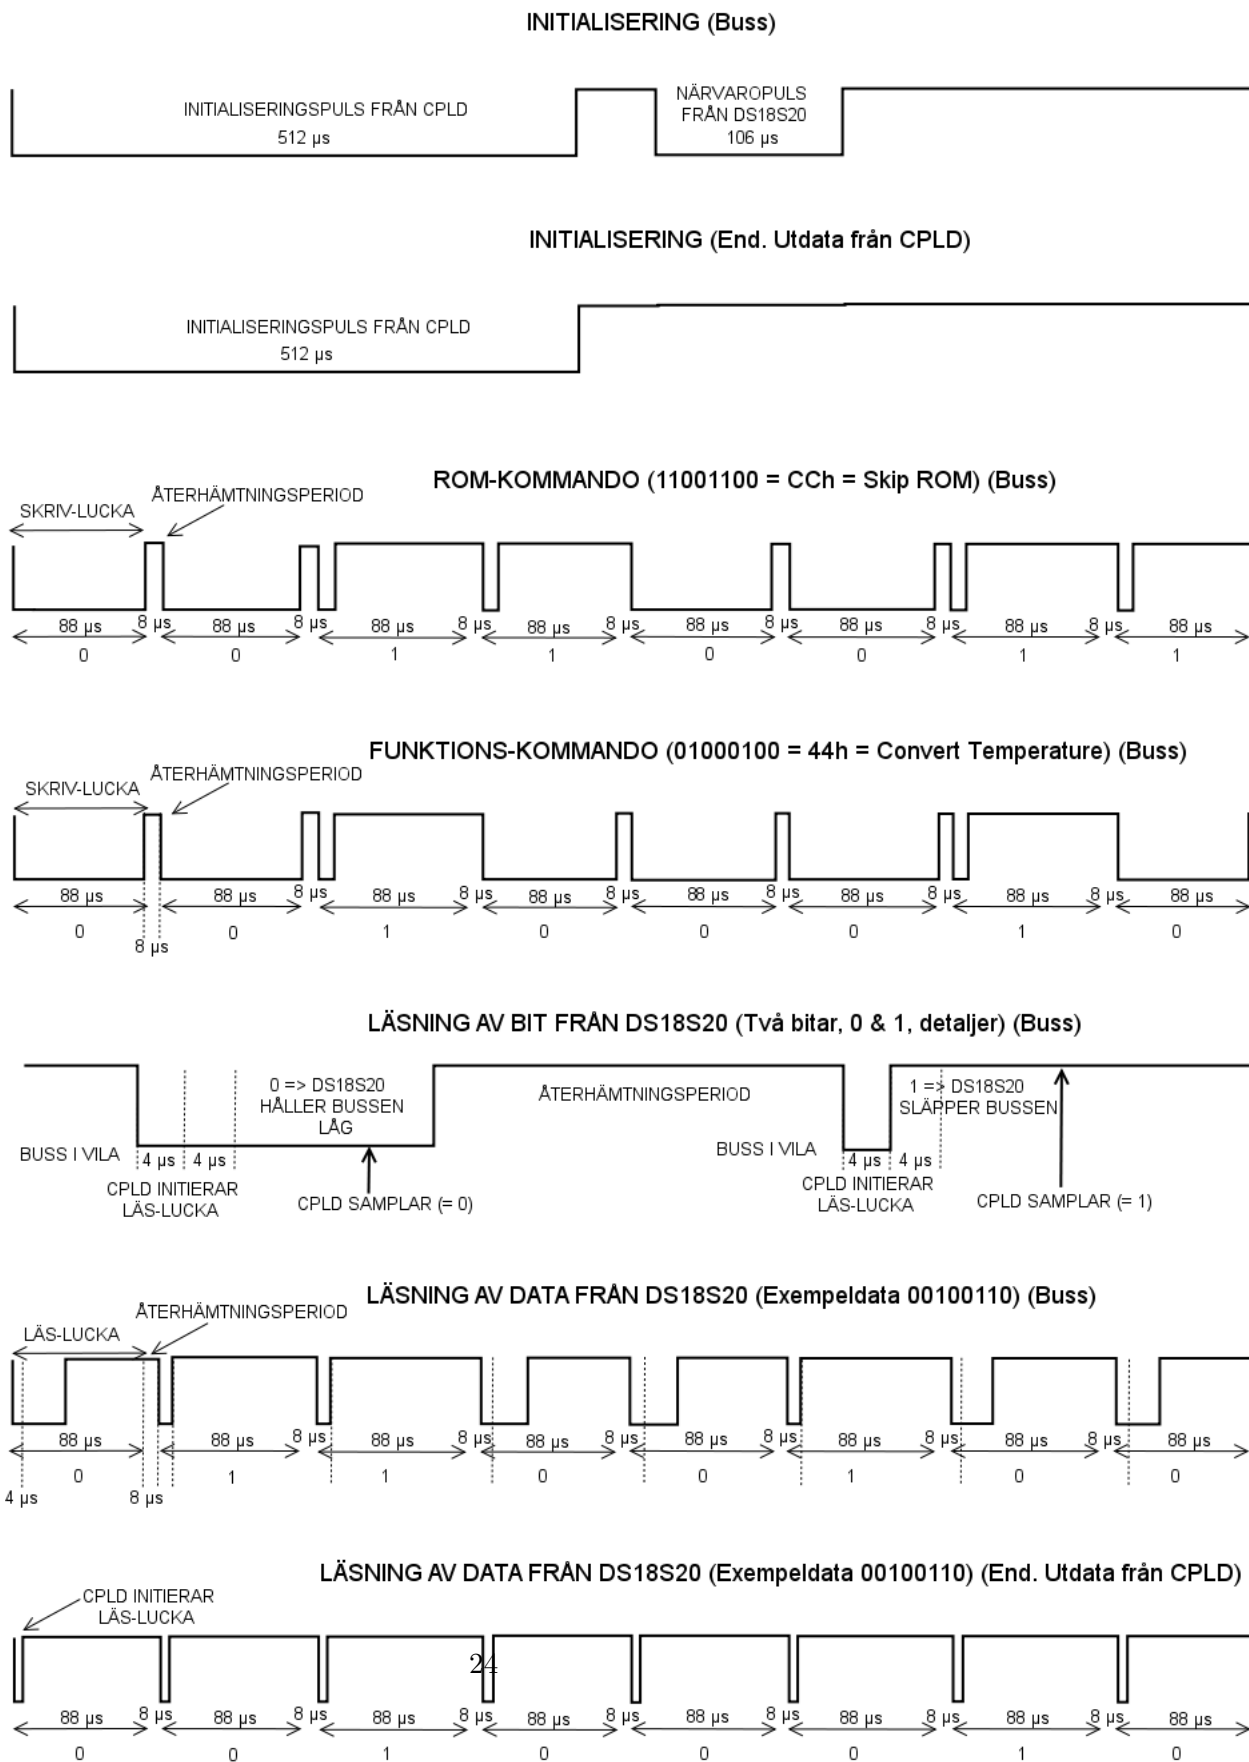 INITIALISERING (Buss)
INITIALISERINGSPULS FRÅN CPLD
512 µs
NÄRVAROPULS
FRÅN DS18S20
106 µs
INITIALISERING (End. Utdata från CPLD)
INITIALISERINGSPULS FRÅN CPLD
512 µs
ROM-KOMMANDO (11001100 = CCh = Skip ROM) (Buss)
SKRIV-LUCKA
ÅTERHÄMTNINGSPERIOD
88 µs 8 µs 88 µs 8 µs 88 µs 8 µs 88 µs 8 µs 88 µs 8 µs 88 µs 8 µs 88 µs 8 µs 88 µs
0 0 1 1 0 0 1 1
FUNKTIONS-KOMMANDO (01000100 = 44h = Convert Temperature) (Buss)
SKRIV-LUCKA
ÅTERHÄMTNINGSPERIOD
88 µs 88 µs 8 µs 88 µs 8 µs 88 µs 8 µs 88 µs 8 µs 88 µs 8 µs 88 µs 8 µs 88 µs
0 0 1 0 0 0 1 0
8 µs
LÄSNING AV BIT FRÅN DS18S20 (Två bitar, 0 & 1, detaljer) (Buss)
0 => DS18S20
HÅLLER BUSSEN
LÅG
ÅTERHÄMTNINGSPERIOD
1 => DS18S20
SLÄPPER BUSSEN
BUSS I VILA
4 µs 4 µs
BUSS I VILA
4 µs 4 µs
CPLD INITIERAR
LÄS-LUCKA
CPLD SAMPLAR (= 0)
CPLD INITIERAR
LÄS-LUCKA
CPLD SAMPLAR (= 1)
LÄSNING AV DATA FRÅN DS18S20 (Exempeldata 00100110) (Buss)
LÄS-LUCKA
ÅTERHÄMTNINGSPERIOD
88 µs 88 µs 8 µs 88 µs 8 µs 88 µs 8 µs 88 µs 8 µs 88 µs 8 µs 88 µs 8 µs 88 µs
0 1 1 0 0 1 0 0
4 µs 8 µs
LÄSNING AV DATA FRÅN DS18S20 (Exempeldata 00100110) (End. Utdata från CPLD)
CPLD INITIERAR
LÄS-LUCKA
24
88 µs 8 µs 88 µs 8 µs 88 µs 8 µs 88 µs 8 µs 88 µs 8 µs 88 µs 8 µs 88 µs 8 µs 88 µs
0 0 1 0 0 0 1 0